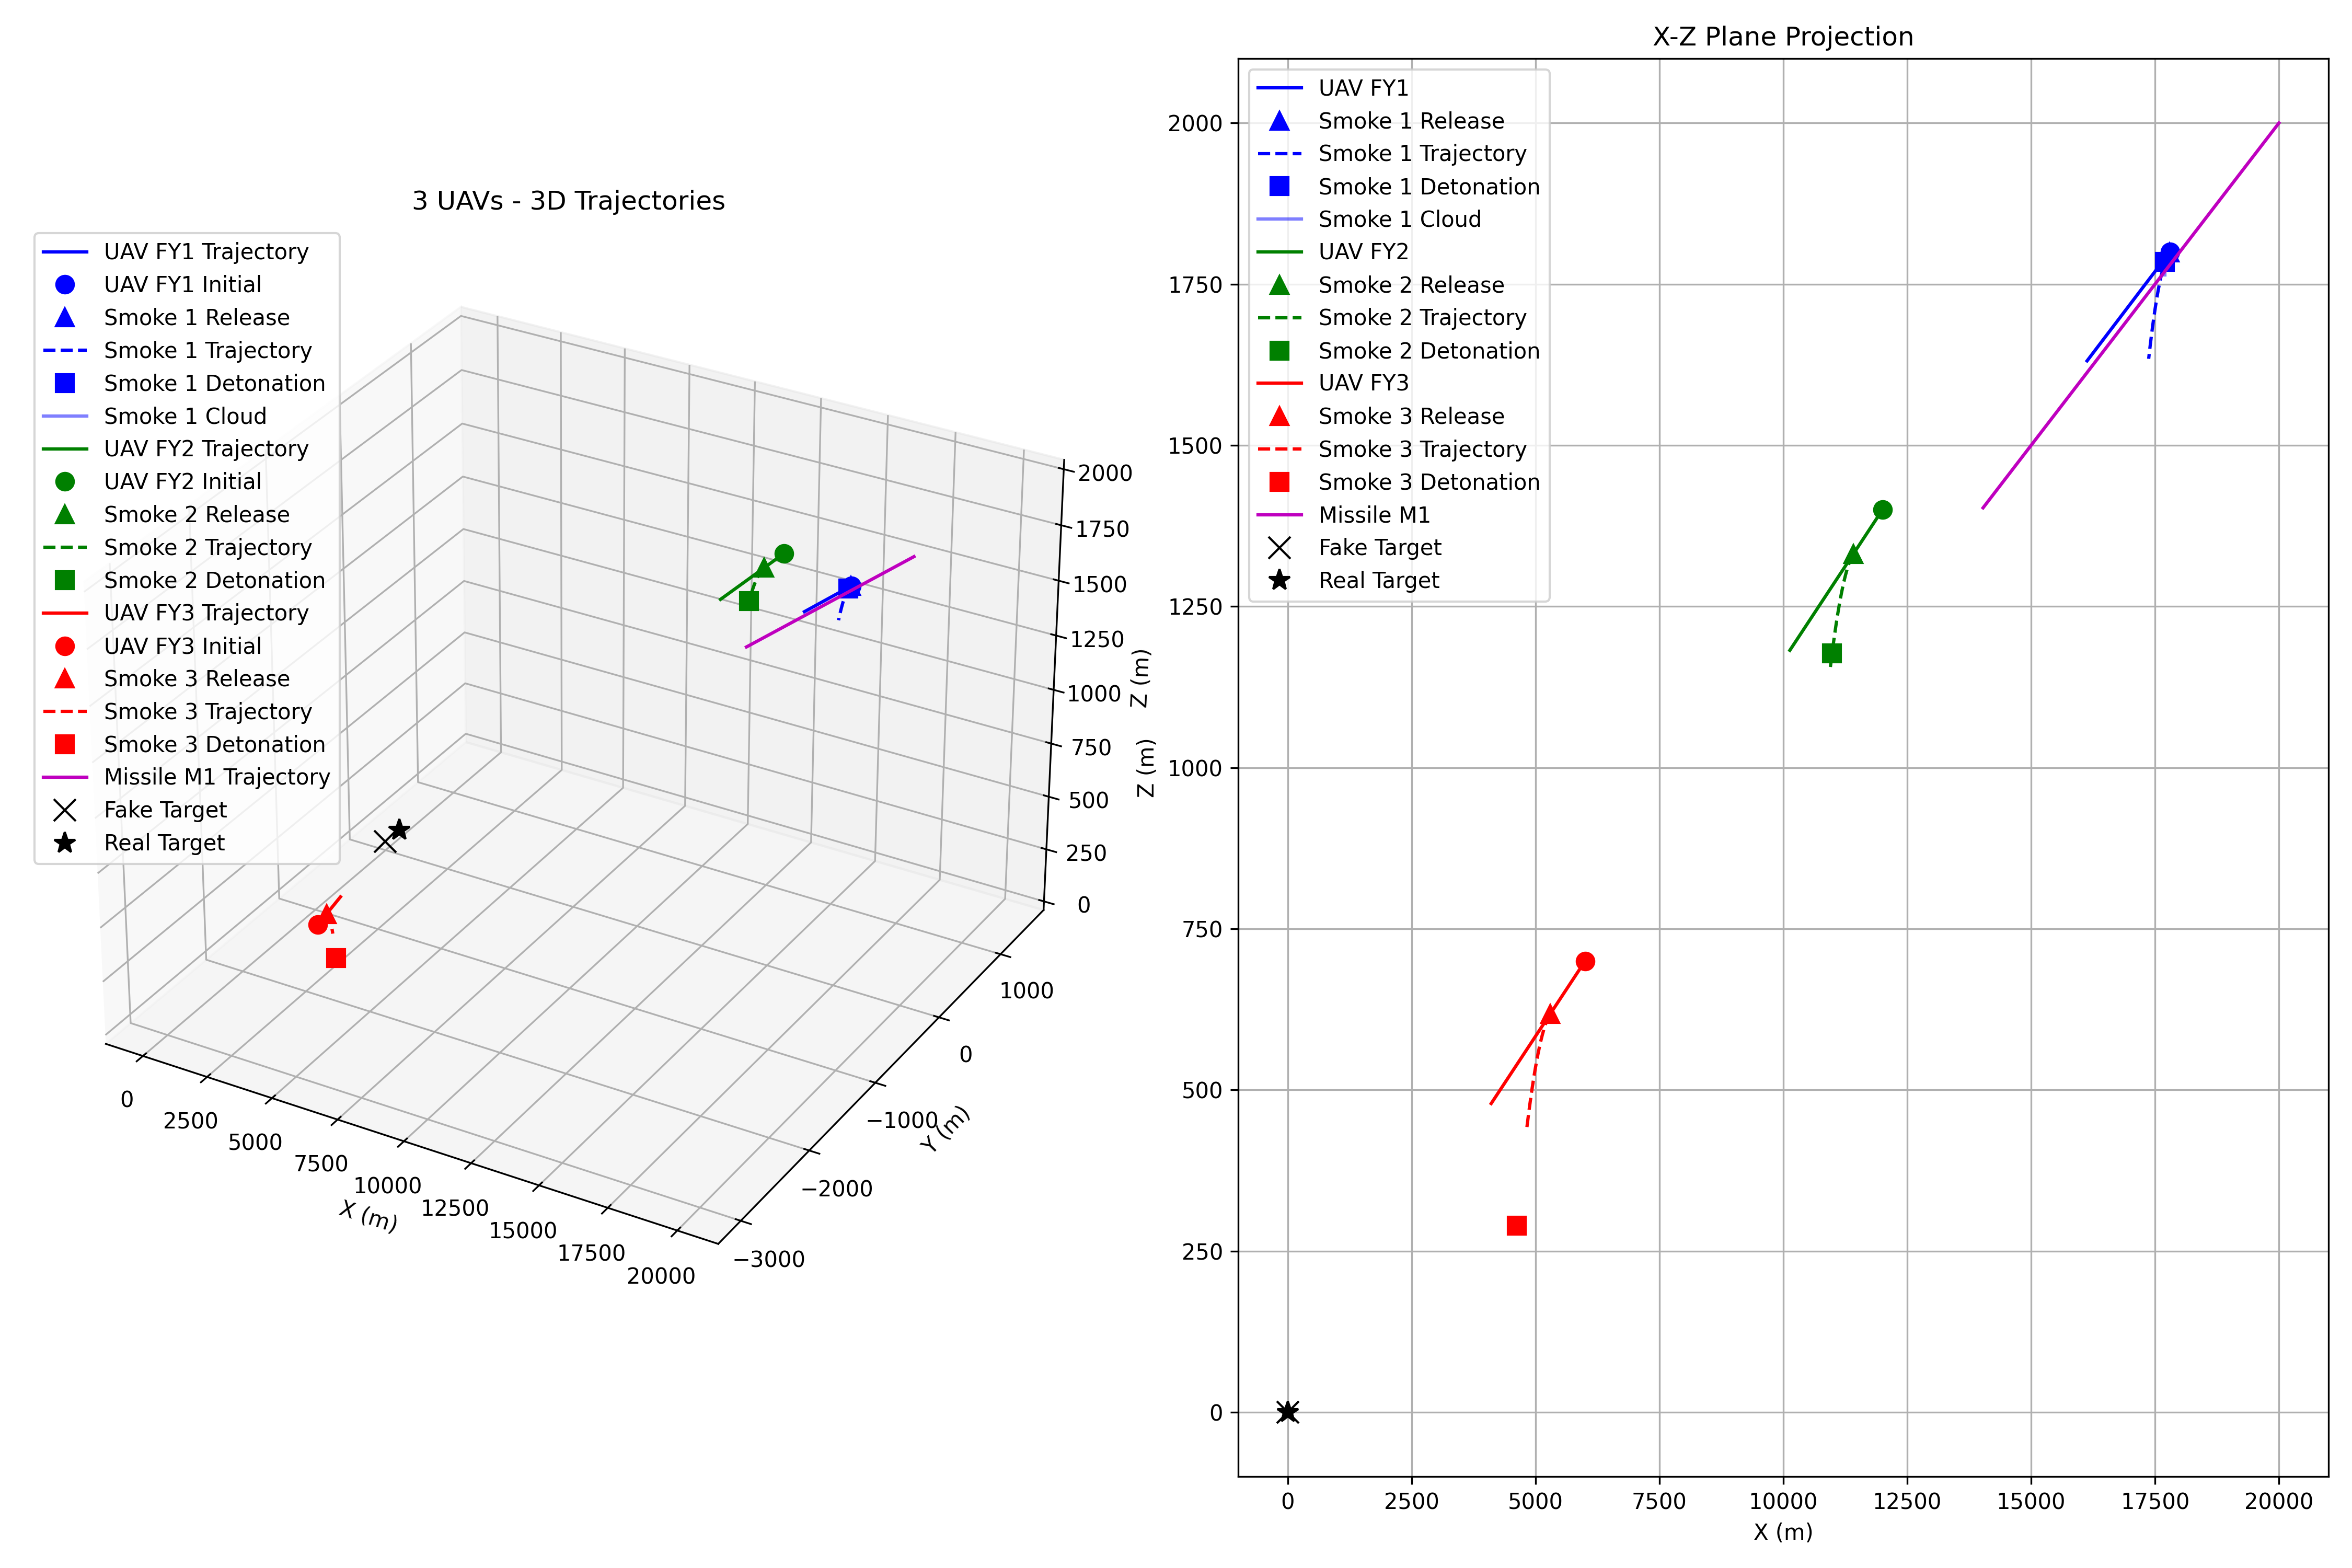 3 UAVs - 3D Trajectories
UAV FY1 Trajectory
UAV FY1 Initial
Smoke 1 Release
Smoke 1 Trajectory
Smoke 1 Detonation
Smoke 1 Cloud
UAV FY2 Trajectory
UAV FY2 Initial
Smoke 2 Release
Smoke 2 Trajectory
Smoke 2 Detonation
UAV FY3 Trajectory
UAV FY3 Initial
Smoke 3 Release
Smoke 3 Trajectory
Smoke 3 Detonation
Missile M1 Trajectory
Fake Target
Real Target
2000
1750
1500
1250
1000
750
500
250
0
Z (m)
1000
0
−1000
−2000
−3000
Y (m)
0
2500
5000
7500
10000
12500
15000
17500
20000
X (m)
X-Z Plane Projection
UAV FY1
Smoke 1 Release
Smoke 1 Trajectory
Smoke 1 Detonation
Smoke 1 Cloud
UAV FY2
Smoke 2 Release
Smoke 2 Trajectory
Smoke 2 Detonation
UAV FY3
Smoke 3 Release
Smoke 3 Trajectory
Smoke 3 Detonation
Missile M1
Fake Target
Real Target
2000
1750
1500
1250
1000
750
500
250
0
Z (m)
0
2500
5000
7500
10000
12500
15000
17500
20000
X (m)